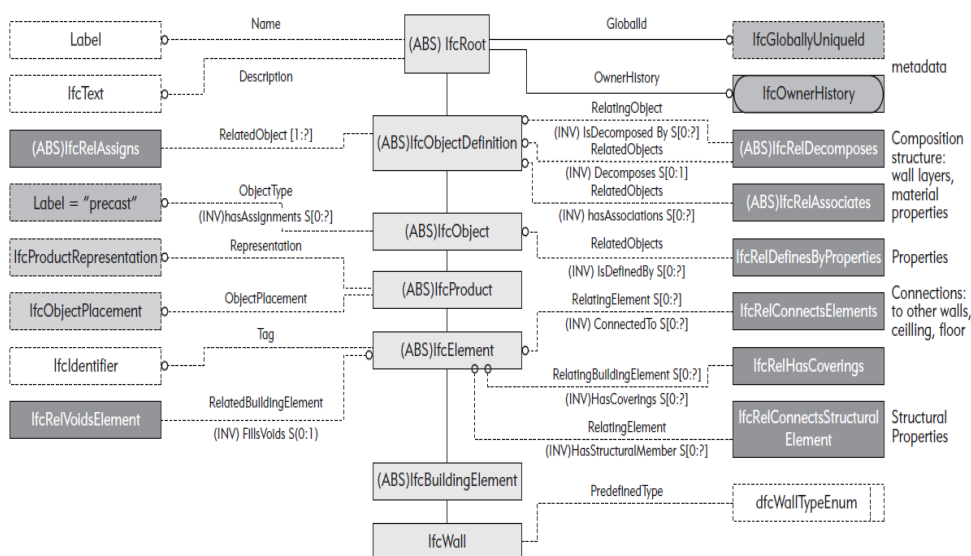 Name
GlobalId
Label
(ABS) IfcRoot
IfcGloballyUniqueId
metadata
Description
OwnerHIstory
IfcText
IfcOwnerHistory
RelatingObject
RelatedObject [1:?]
(ABS)IfcRelAssigns
(ABS)IfcObjectDefinition
(INV) IsDecomposed By S[0:?]
RelatedObjects
(ABS)IfcRelDecomposes
Composition
structure:
wall layers,
material
properties
(INV) Decomposes S[0:1]
RelatedObjects
ObjectType
Label = “precast”
(INV)hasAssIgnments S[0:?]
(INV) hasAssociations S[0:?]
(ABS)IfcRelAssociates
(ABS)IfcObject
Representation
RelatedObjects
IfcProductRepresentation
(INV) IsDefinedBy S[0:?]
IfcRelDefinesByProperties
Properties
(ABS)IfcProduct
ObjectPlacement
IfcObjectPlacement
RelatingElement S[0:?]
(INV) ConnectedTo S[0:?]
IfcRelConnectsElements
Connections:
to other walls,
ceilling, floor
Tag
IfcIdentifier
(ABS)IfcElement
RelatingBuildingElement S[0:?]
(INV)HasCoverings S[0:?]
IfcRelHasCoverings
RelatedBuildingElement
IfcRelVoidsElement
(INV) FillsVoids S(0:1)
RelatingElement
(INV)HasStructuralMember S[0:?]
IfcRelConnectsStructural
Element
Structural
Properties
(ABS)IfcBuildingElement
PredefinedType
dfcWallTypeEnum
IfcWall